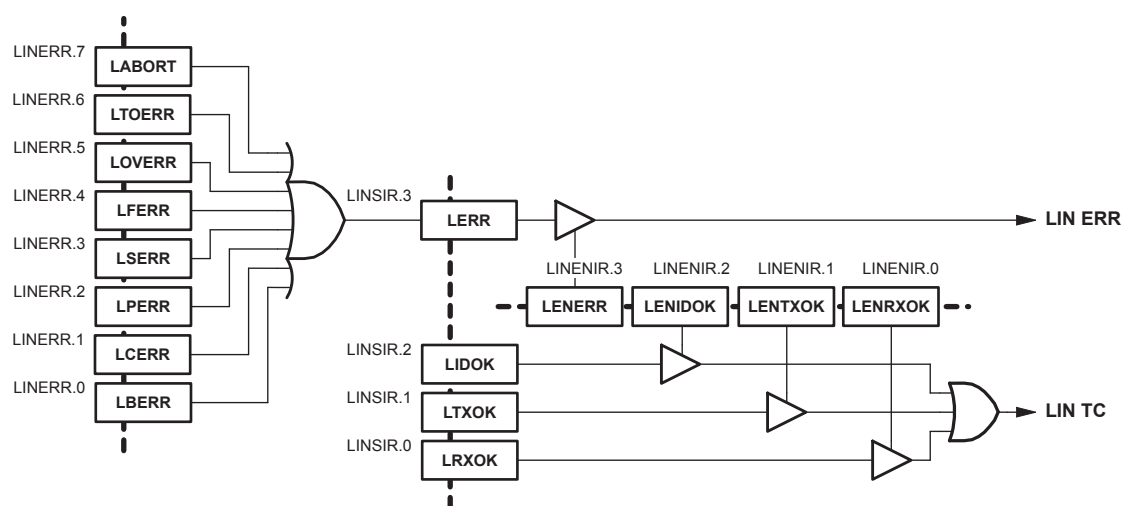 LINERR.7
LABORT
LINERR.6
LTOERR
LINERR.5
LOVERR
LINERR.4
LFERR
LINERR.3
LSERR
LINERR.2
LPERR
LINERR.1
LCERR
LINERR.0
LBERR
LINSIR.3
LERR
LIN ERR
LINENIR.3
LINENIR.2
LINENIR.1
LINENIR.0
LENERR
LENIDOK
LENTXOK
LENRXOK
LINSIR.2
LIDOK
LINSIR.1
LTXOK
LIN TC
LINSIR.0
LRXOK